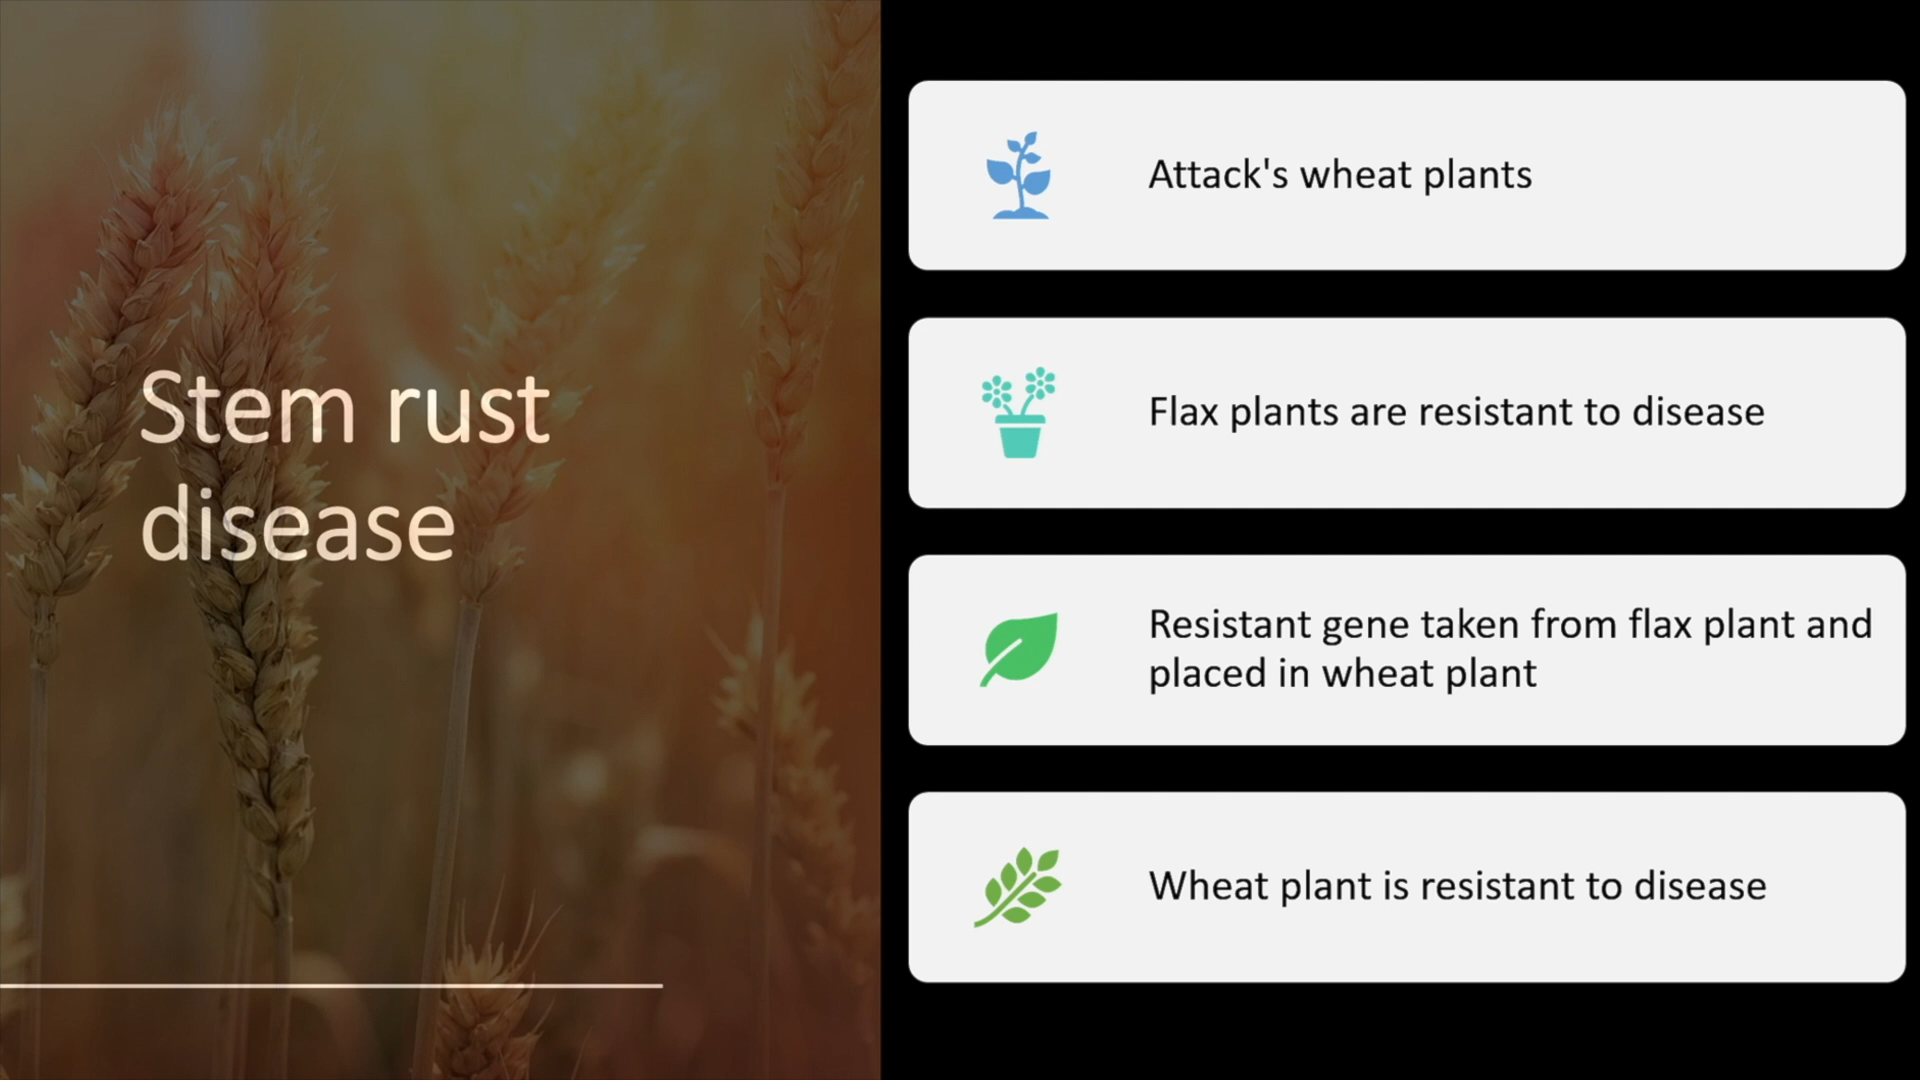 Stem rust
disease
Attack's wheat plants
Flax plants are resistant to disease
Resistant gene taken from flax plant and
placed in wheat plant
Wheat plant is resistant to disease